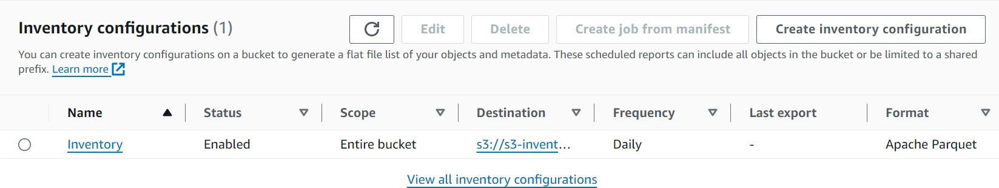 Inventory configurations (1)
Edit
Delete
Create job from manifest
Create inventory configuration
You can create inventory configurations on a bucket to generate a flat file list of your objects and metadata. These scheduled reports can include all objects in the bucket or be limited to a shared
prefix. Learn more
Name Status Scope Destination Frequency Last export Format
Inventory Enabled Entire bucket s3://s3-invent... Daily - Apache Parquet
View all inventory configurations